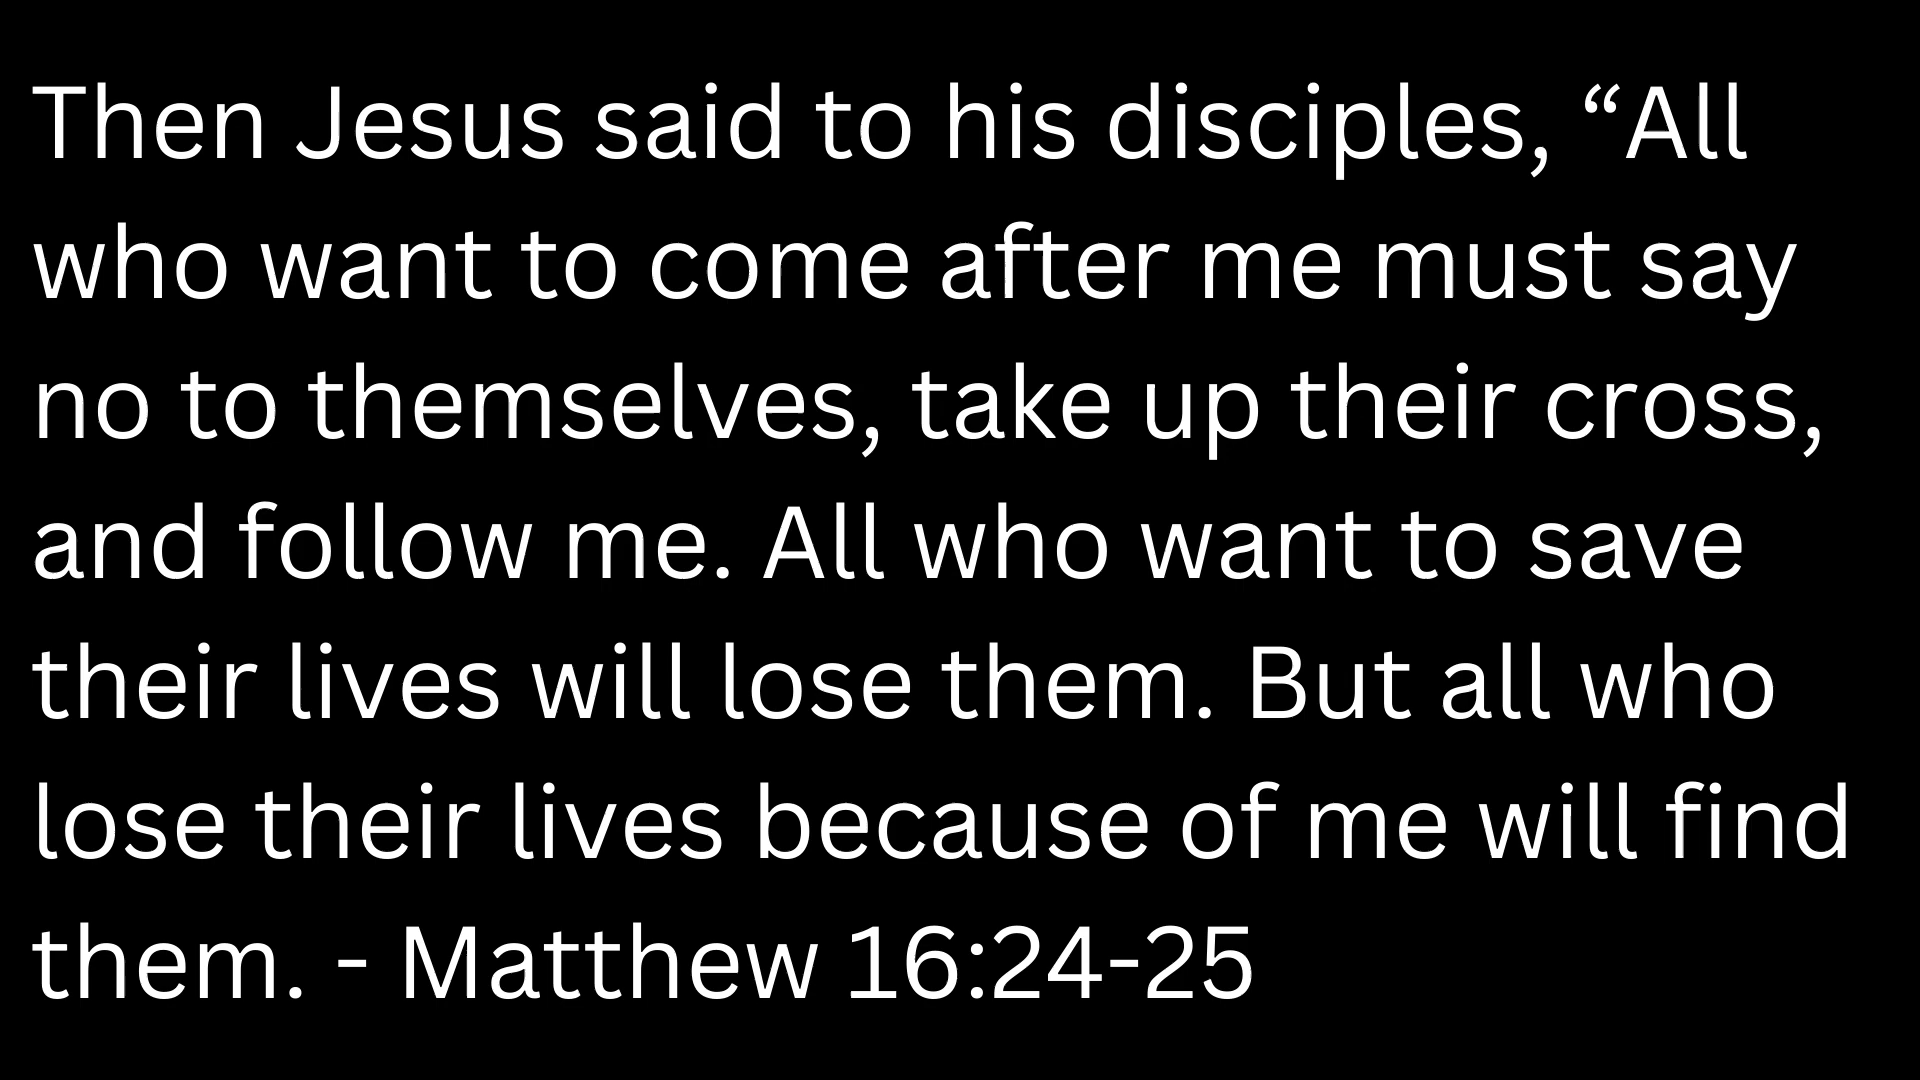 Then Jesus said to his disciples, “All
who want to come after me must say
no to themselves, take up their cross,
and follow me. All who want to save
their lives will lose them. But all who
lose their lives because of me will find
them. - Matthew 16:24-25